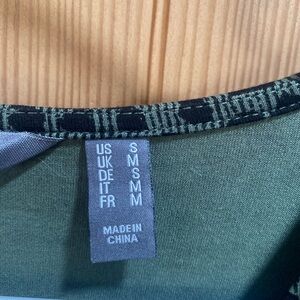 US S
UK M
DE S
IT M
FR M
MADE IN
CHINA